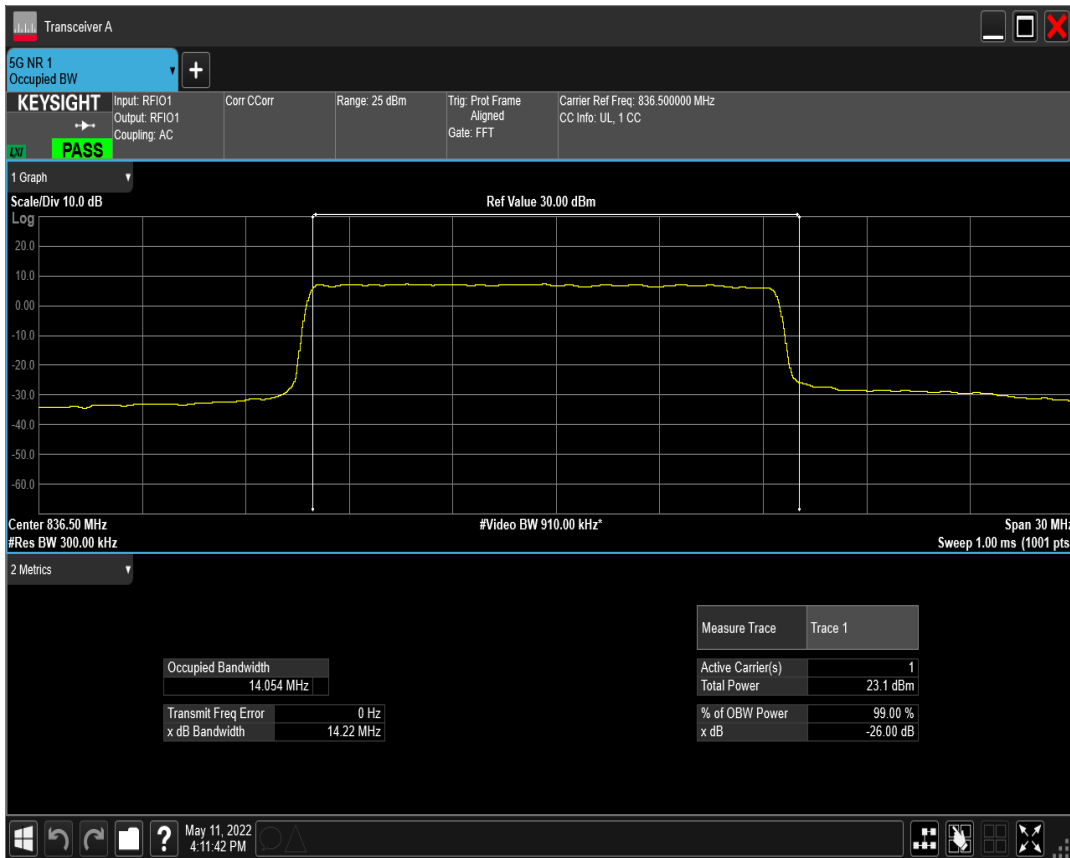 Transceiver A
5G NR 1
Occupied BW
KEYSIGHT
LXI
PASS
Input: RFIO1
Output: RFIO1
Coupling: AC
Corr CCorr
Range: 25 dBm
Trig: Prot Frame
Aligned
Gate: FFT
Carrier Ref Freq: 836.500000 MHz
CC Info: UL, 1 CC
1 Graph
Scale/Div 10.0 dB
Ref Value 30.00 dBm
Log
20.0
10.0
0.00
-10.0
-20.0
-30.0
-40.0
-50.0
-60.0
Center 836.50 MHz
#Video BW 910.00 kHz*
Span 30 MHz
#Res BW 300.00 kHz
Sweep 1.00 ms (1001 pts
2 Metrics
Measure Trace Trace 1
Occupied Bandwidth
14.054 MHz
Active Carrier(s) 1
Total Power 23.1 dBm
Transmit Freq Error 0 Hz
x dB Bandwidth 14.22 MHz
% of OBW Power 99.00 %
x dB -26.00 dB
?
May 11, 2022
4:11:42 PM